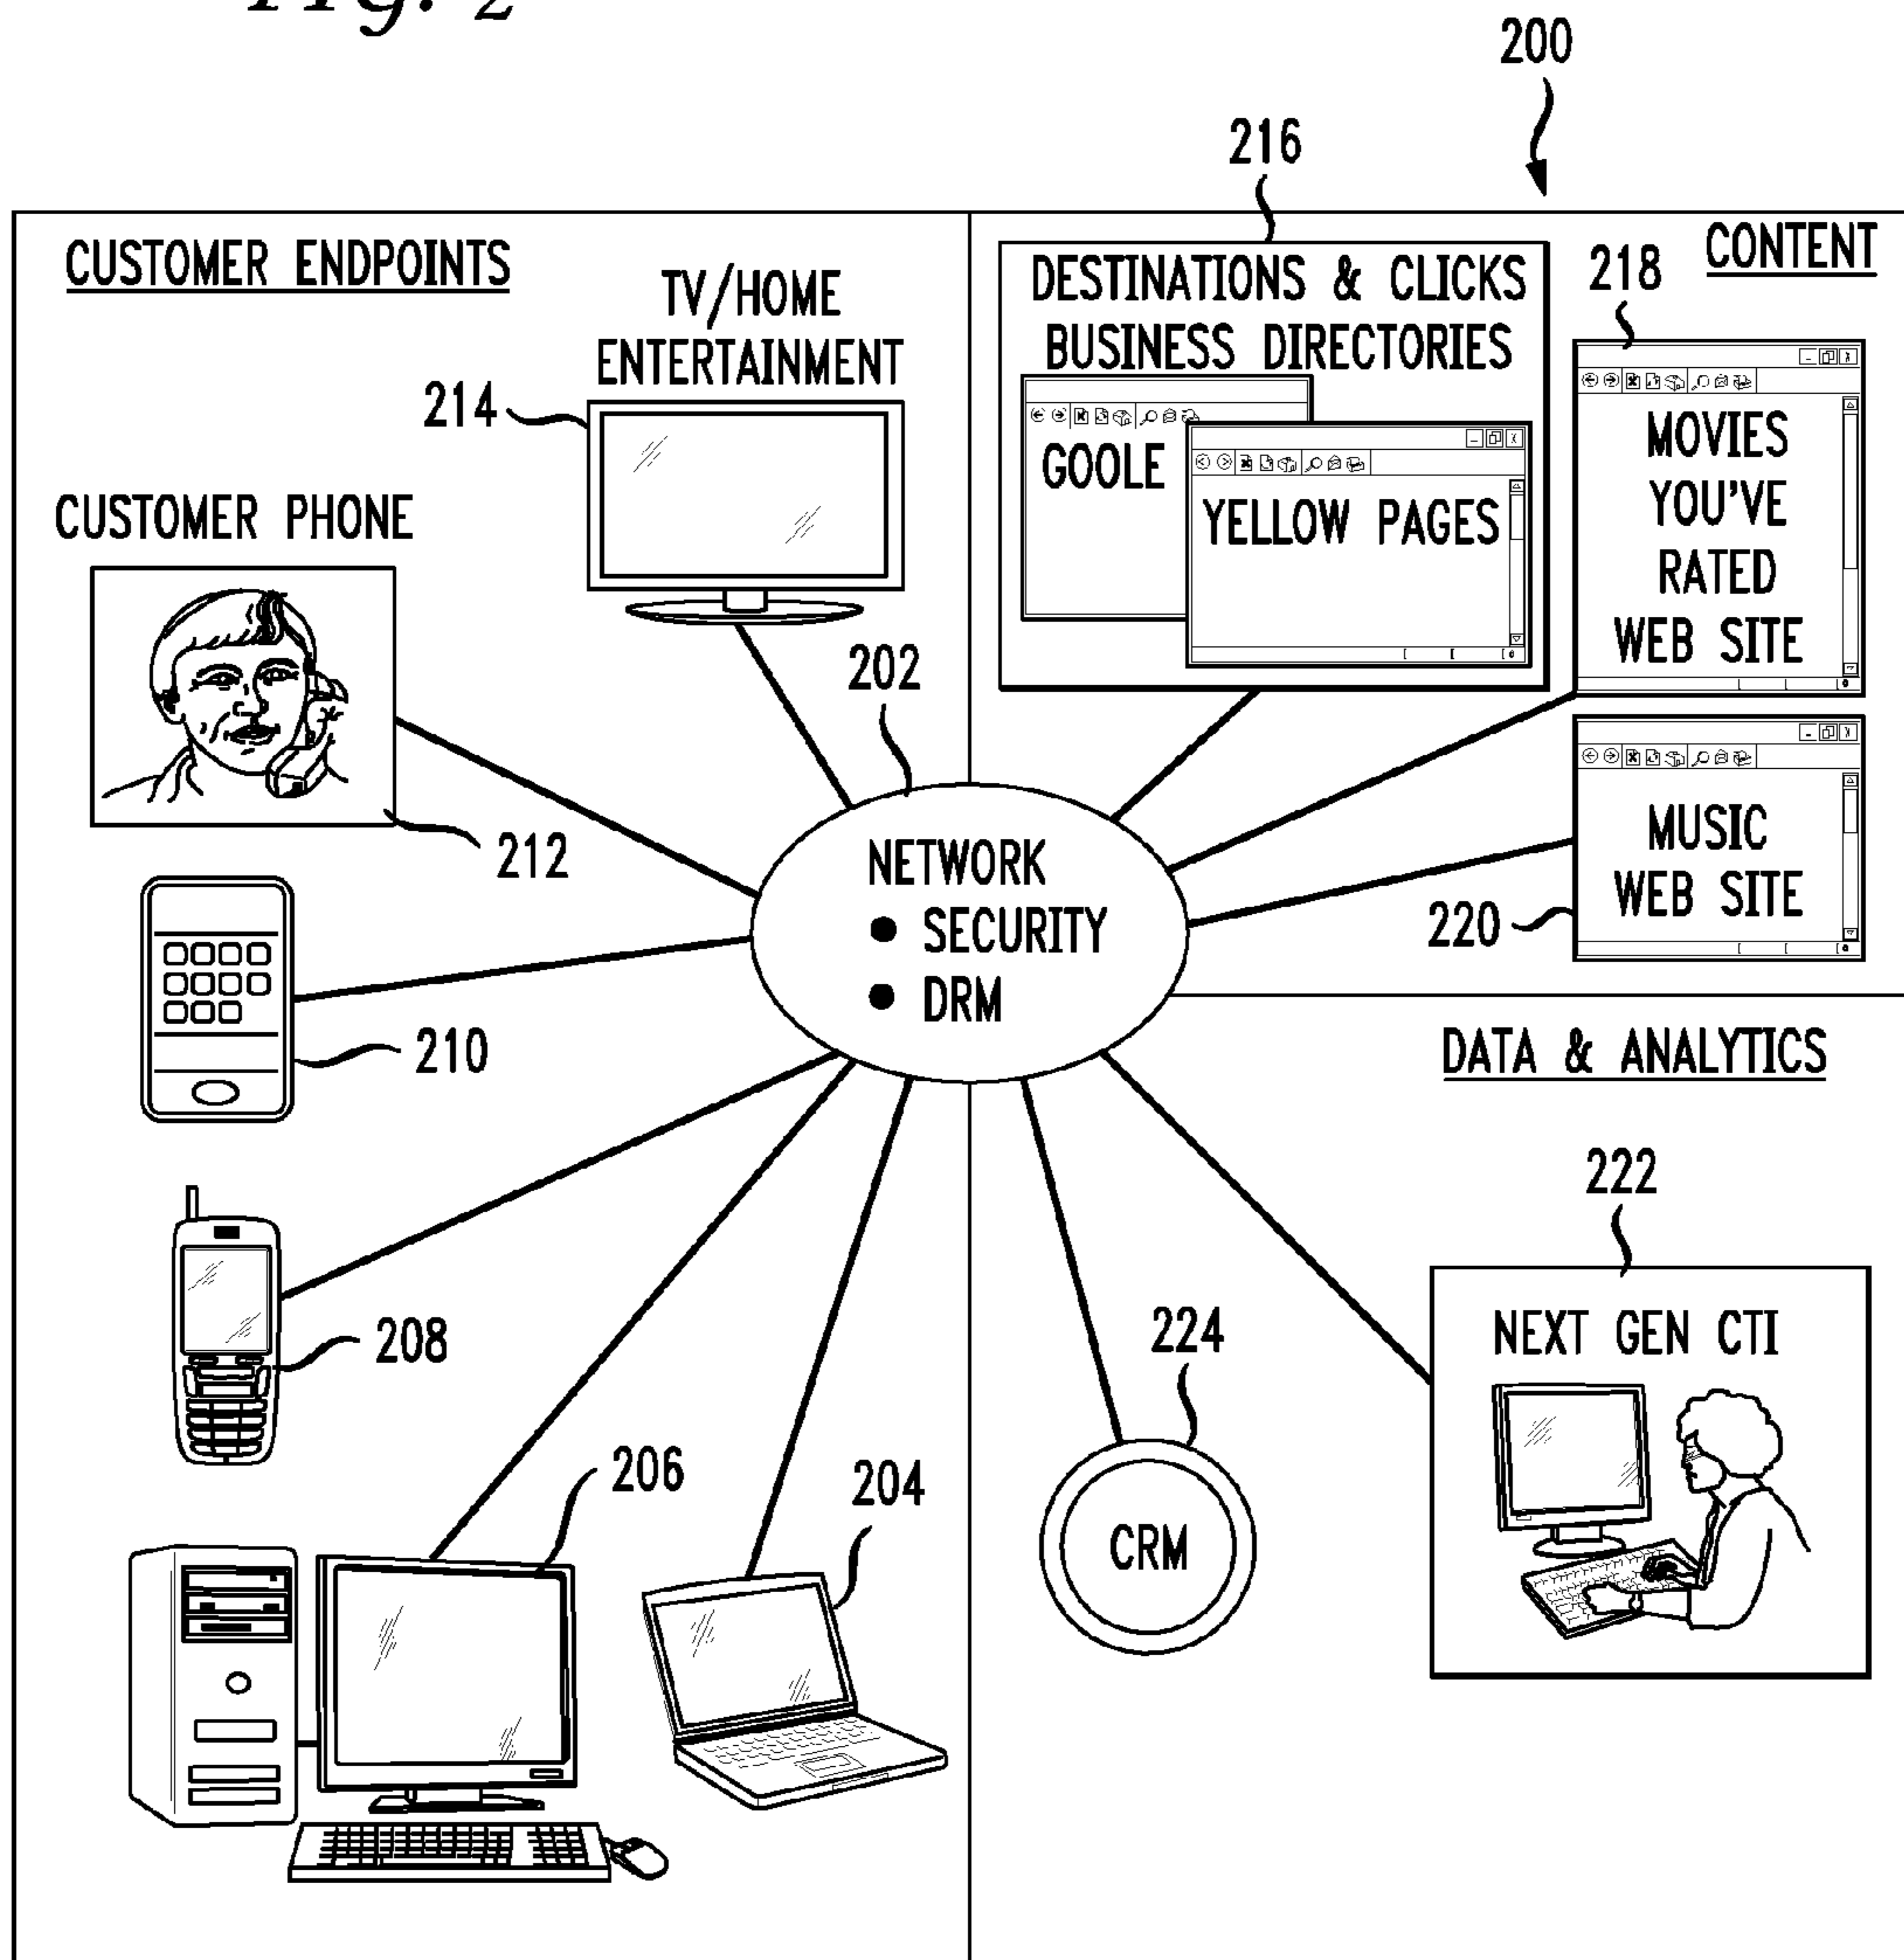 Fig. 2
200
216
CUSTOMER ENDPOINTS
TV/HOME
ENTERTAINMENT
214
CUSTOMER PHONE
212
210
208
206
204
202
NETWORK
● SECURITY
● DRM
CONTENT
DESTINATIONS & CLICKS
BUSINESS DIRECTORIES
GOOLE
YELLOW PAGES
218
MOVIES
YOU'VE
RATED
WEB SITE
MUSIC
WEB SITE
220
DATA & ANALYTICS
222
NEXT GEN CTI
224
CRM